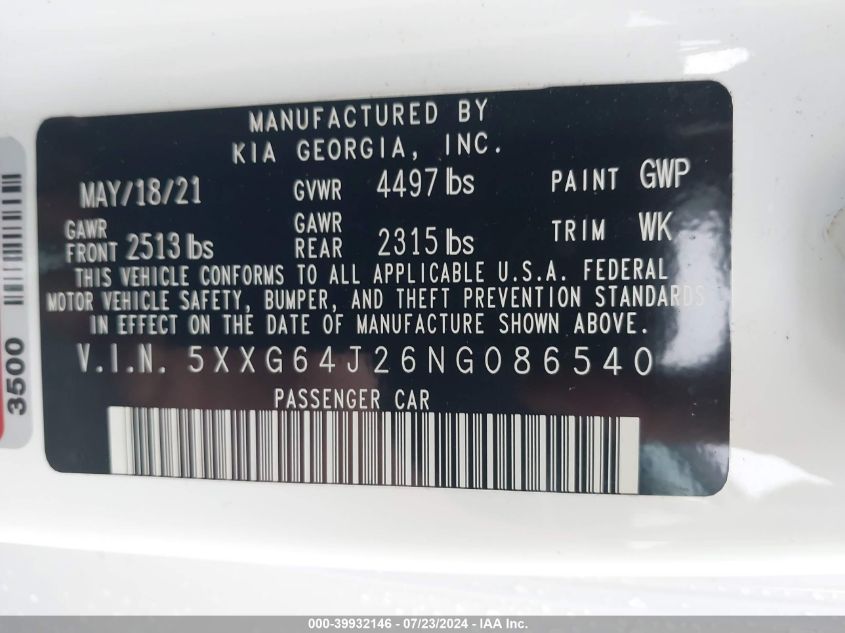 MANUFACTURED BY
KIA GEORGIA, INC.
MAY/18/21 GVWR 4497 lbs PAINT GWP
GAWR FRONT 2513 lbs GAWR REAR 2315 lbs TRIM WK
THIS VEHICLE CONFORMS TO ALL APPLICABLE U.S.A. FEDERAL
MOTOR VEHICLE SAFETY, BUMPER, AND THEFT PREVENTION STANDARDS
IN EFFECT ON THE DATE OF MANUFACTURE SHOWN ABOVE.
V.I.N. 5XXG64J26NG086540
PASSENGER CAR
3500
000-39932146 - 07/23/2024 - IAA Inc.